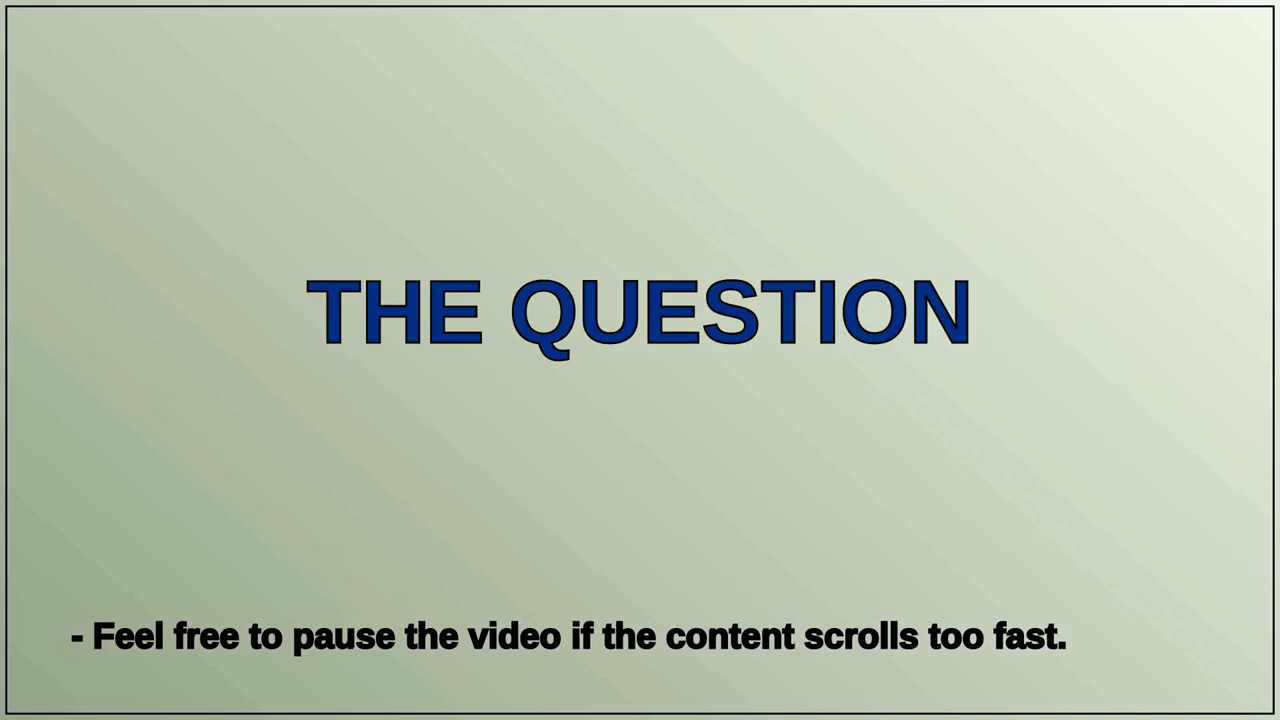 THE QUESTION
- Feel free to pause the video if the content scrolls too fast.